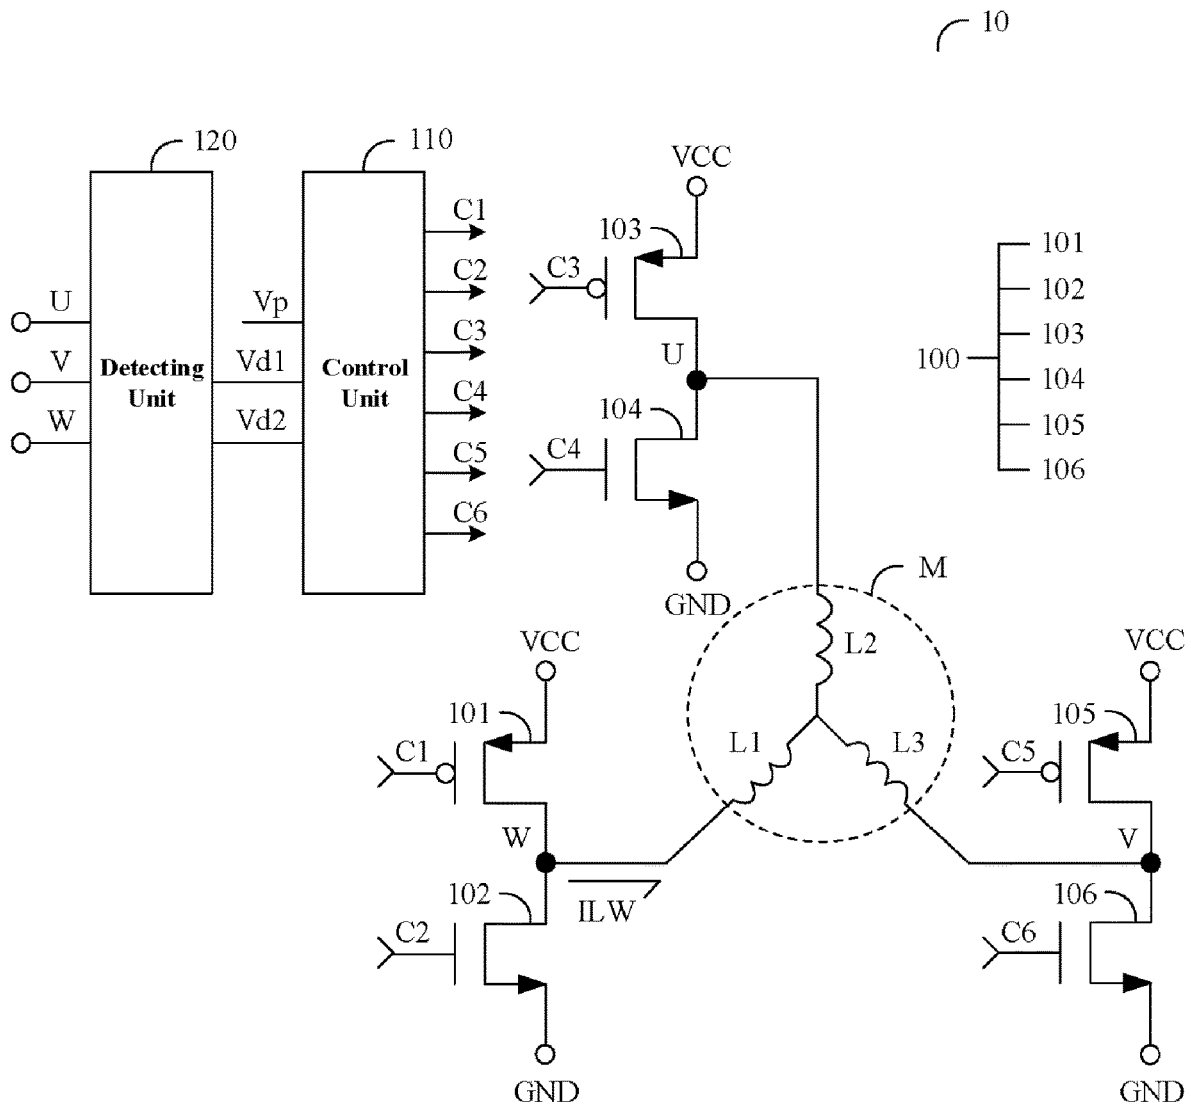 10
120
110
VCC
C1
103
101
C2
C3
102
U
Vp
C3
103
V
Detecting Unit
Vd1
Control Unit
U
100
104
W
Vd2
C4
104
105
C5
C4
106
C6
M
GND
VCC
L2
VCC
101
L1
L3
105
C1
C5
W
V
102
ILW
106
C2
C6
GND
GND